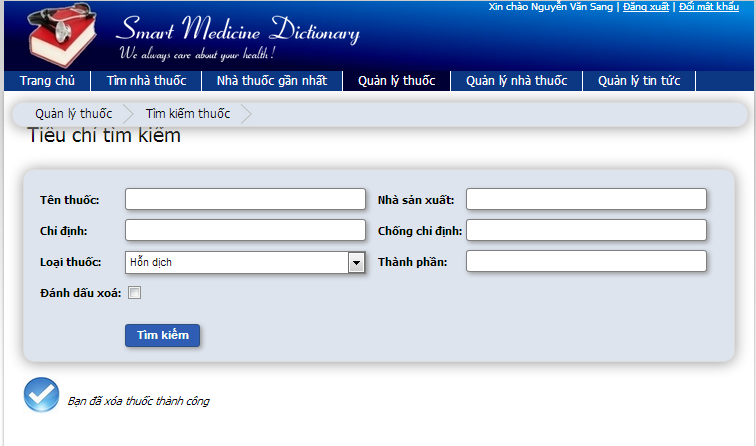 Xin chào Nguyễn Văn Sang | Đăng xuất | Đổi mật khẩu
Smart Medicine Dictionary
We always care about your health !
Trang chủ Tìm nhà thuốc Nhà thuốc gần nhất Quản lý thuốc Quản lý nhà thuốc Quản lý tin tức
Quản lý thuốc Tìm kiếm thuốc
Tiêu chí tìm kiếm
Tên thuốc: Nhà sản xuất:
Chỉ định: Chống chỉ định:
Loại thuốc: Hỗn dịch Thành phần:
Đánh dấu xoá:
Tìm kiếm
Bạn đã xóa thuốc thành công